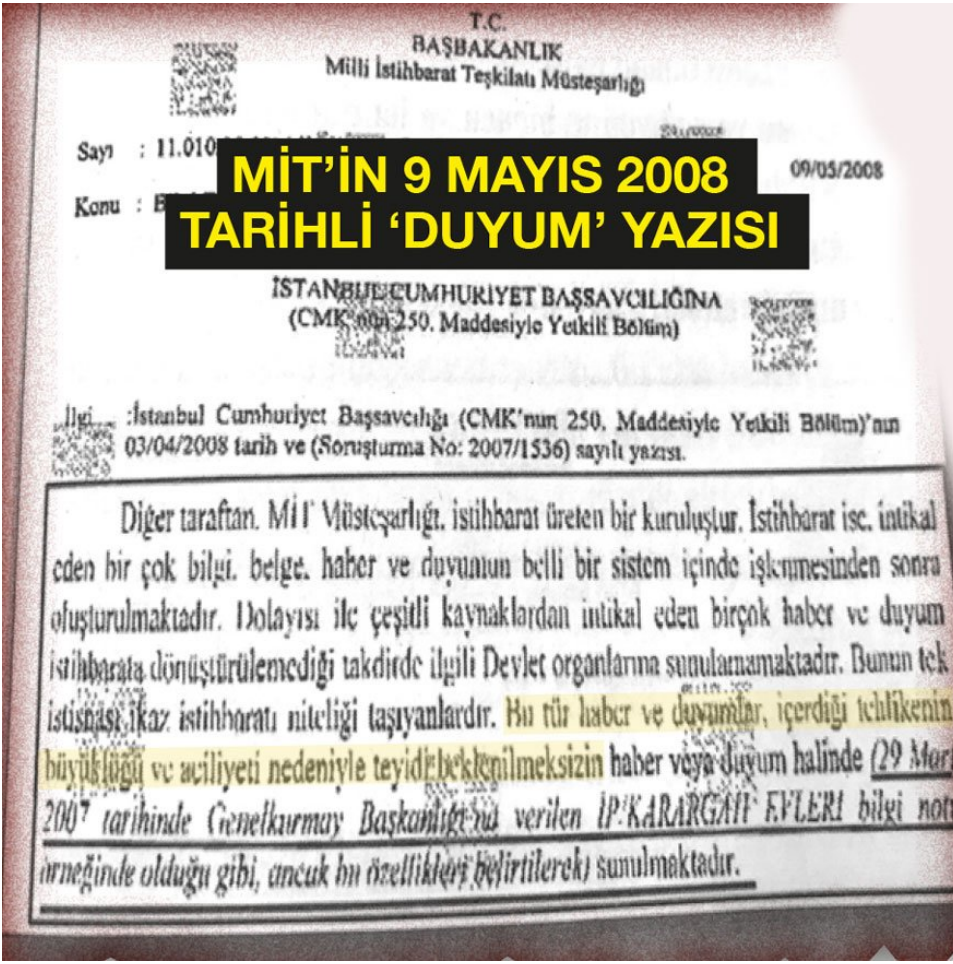 T.C.
BAŞBAKANLIK
Milli İstihbarat Teşkilatı Müsteşarlığı
Sayı : 11.010
09/05/2008
Konu :
MİT'İN 9 MAYIS 2008
TARİHLİ 'DUYUM' YAZISI
İSTANBUL CUMHURİYET BAŞSAVCILIĞINA
(CMK'nun 250. Maddesiyle Yetkili Bölüm)
İlgi :İstanbul Cumhuriyet Başsavcılığı (CMK'nun 250. Maddesiyle Yetkili Bölüm)'nun
03/04/2008 tarih ve (Soruşturma No: 2007/1536) sayılı yazısı.
Diğer taraftan, MİT Müsteşarlığı, istihbarat üreten bir kuruluştur. İstihbarat ise, intikal
eden bir çok bilgi, belge, haber ve duyumun belli bir sistem içinde işlenmesinden sonra
oluşturulmaktadır. Dolayısı ile çeşitli kaynaklardan intikal eden birçok haber ve duyum
istihbarata dönüştürülemediği takdirde ilgili Devlet organlarına sunulamamaktadır. Bunun tek
istisnası ikaz istihbaratı niteliği taşıyanlardır. Bu tür haber ve duyumlar, içerdiği tehlikenin
büyüklüğü ve aciliyeti nedeniyle teyidi beklenilmeksizin haber veya duyum halinde (29 Mar
2007 tarihinde Genelkurmay Başkanlığı'na verilen İP/KARARGAH EVLERİ bilgi not
örneğinde olduğu gibi, ancak bu özellikleri belirtilerek) sunulmaktadır.